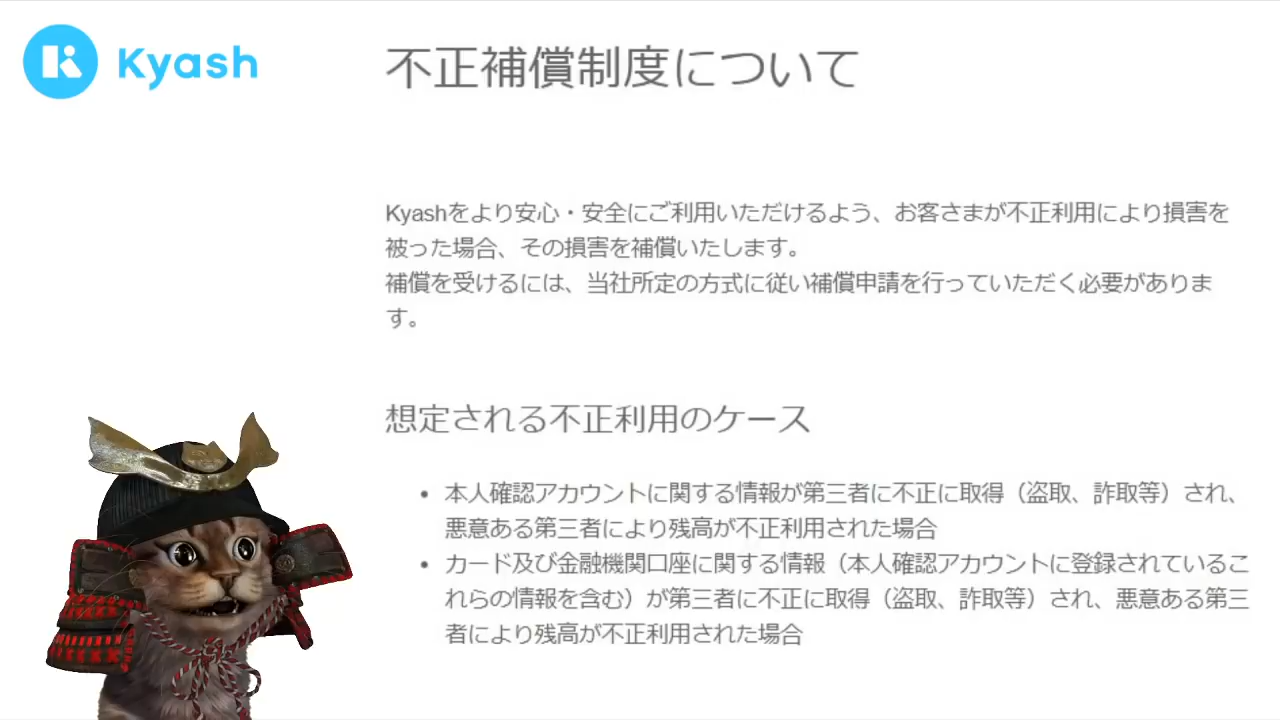 Kyash
不正補償制度について
Kyashをより安心・安全にご利用いただけるよう、お客さまが不正利用により損害を
被った場合、その損害を補償いたします。
補償を受けるには、当社所定の方式に従い補償申請を行っていただく必要がありま
す。
想定される不正利用のケース
• 本人確認アカウントに関する情報が第三者に不正に取得（盗取、詐取等）され、
悪意ある第三者により残高が不正利用された場合
• カード及び金融機関口座に関する情報（本人確認アカウントに登録されているこ
れらの情報を含む）が第三者に不正に取得（盗取、詐取等）され、悪意ある第三
者により残高が不正利用された場合